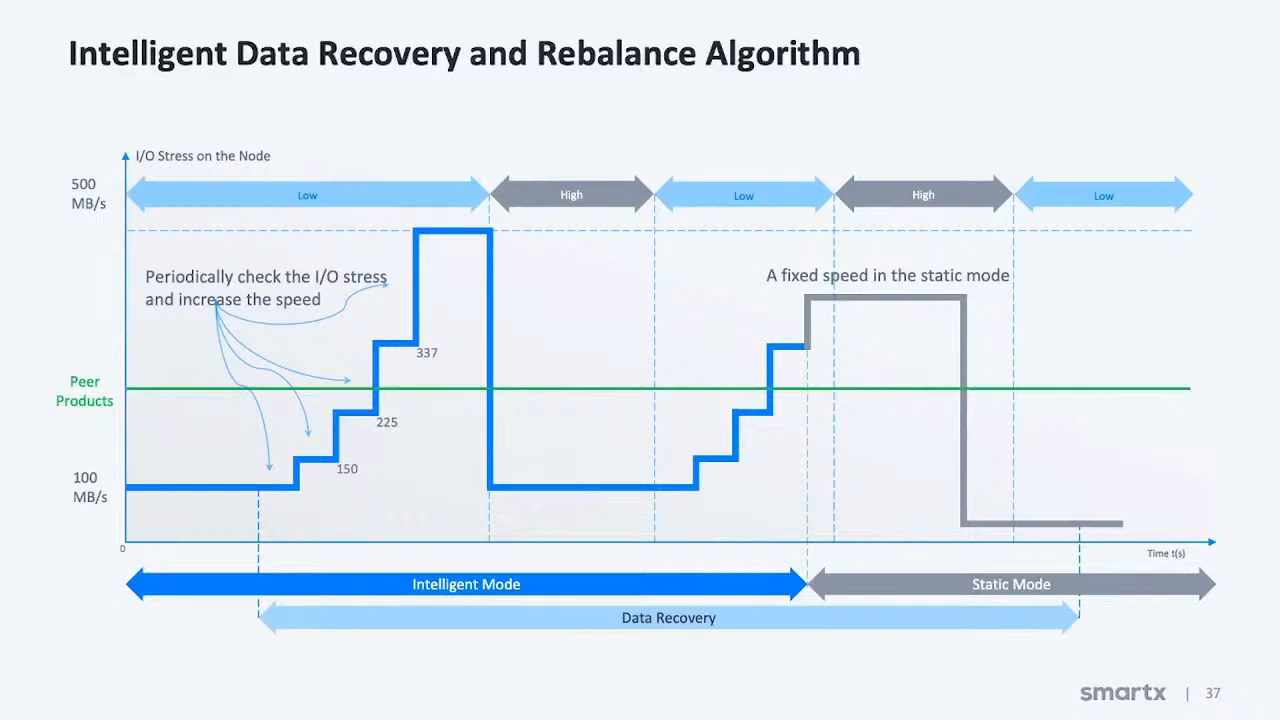 Intelligent Data Recovery and Rebalance Algorithm
I/O Stress on the Node
500
MB/s
Low
High
Low
High
Low
Periodically check the I/O stress
and increase the speed
A fixed speed in the static mode
337
Peer
Products
225
150
100
MB/s
0
Time t(s)
Intelligent Mode
Static Mode
Data Recovery
smartx | 37